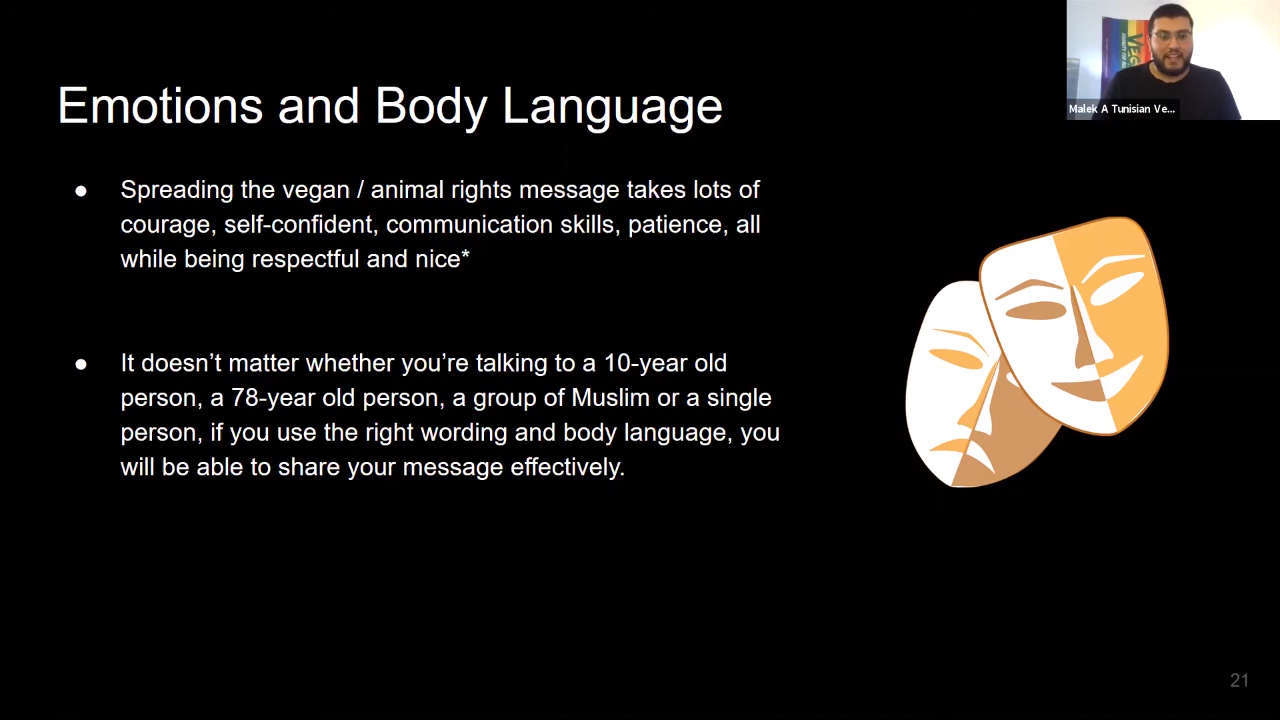 Emotions and Body Language
Malek A Tunisian Ve...
● Spreading the vegan / animal rights message takes lots of
courage, self-confident, communication skills, patience, all
while being respectful and nice*
● It doesn’t matter whether you’re talking to a 10-year old
person, a 78-year old person, a group of Muslim or a single
person, if you use the right wording and body language, you
will be able to share your message effectively.
21